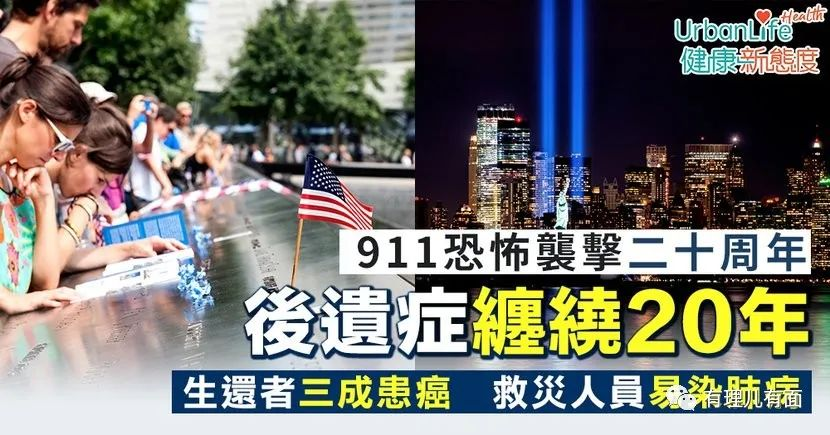 UrbanLife Health
健康新態度
911恐怖襲擊二十周年
後遺症纏繞20年
生還者三成患癌 救災人員易染肺病
有理儿有面